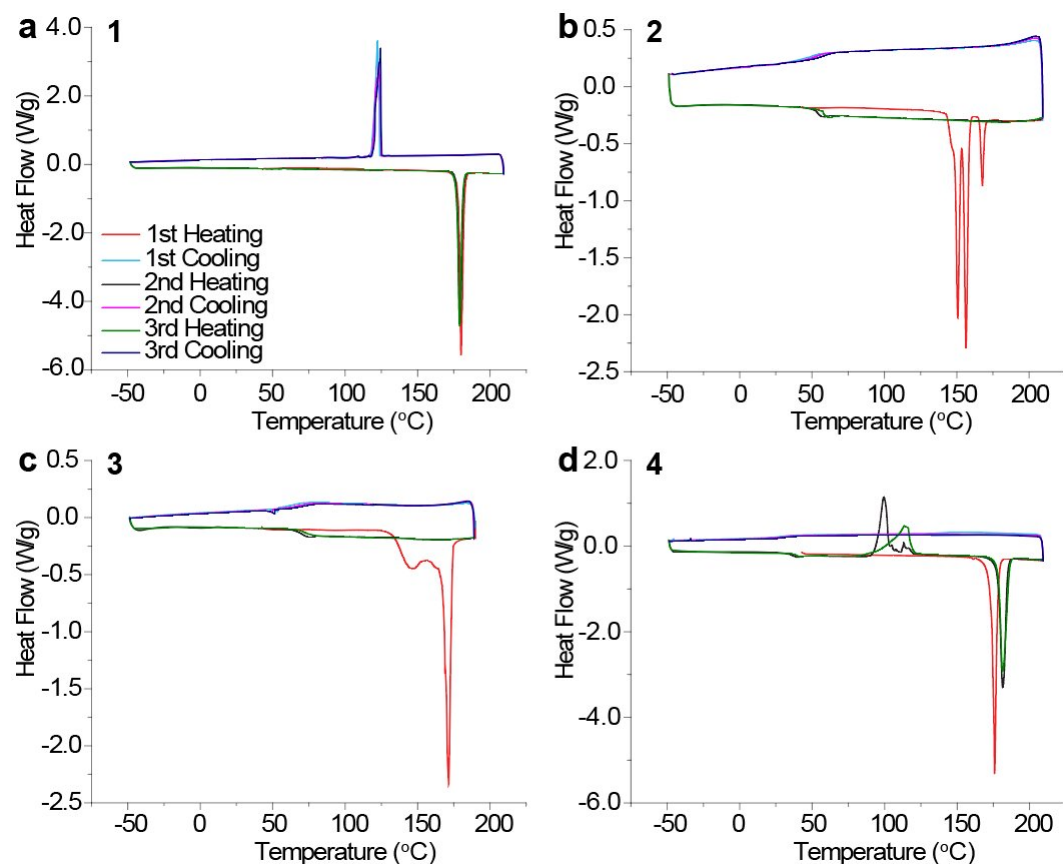 a 1
4.0
2.0
0.0
-2.0
-4.0
-6.0
Heat Flow (W/g)
1st Heating
1st Cooling
2nd Heating
2nd Cooling
3rd Heating
3rd Cooling
-50 0 50 100 150 200
Temperature (°C)
b 2
0.5
0.0
-0.5
-1.0
-1.5
-2.0
-2.5
Heat Flow (W/g)
-50 0 50 100 150 200
Temperature (°C)
c 3
0.5
0.0
-0.5
-1.0
-1.5
-2.0
-2.5
Heat Flow (W/g)
-50 0 50 100 150 200
Temperature (°C)
d 4
2.0
0.0
-2.0
-4.0
-6.0
Heat Flow (W/g)
-50 0 50 100 150 200
Temperature (°C)